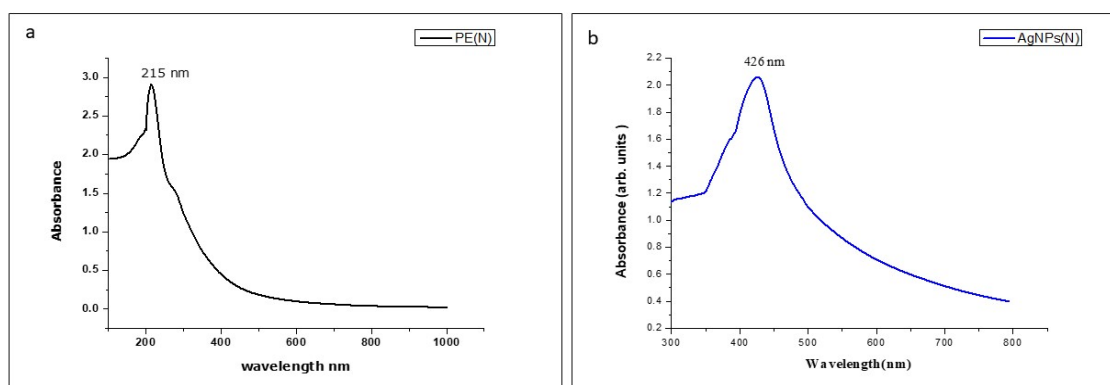 a
PE(N)
215 nm
3.0
2.5
2.0
1.5
1.0
0.5
0.0
Absorbance
200 400 600 800 1000
wavelength nm
b
AgNPs(N)
426 nm
2.2
2.0
1.8
1.6
1.4
1.2
1.0
0.8
0.6
0.4
0.2
Absorbance (arb. units )
300 400 500 600 700 800
Wavelength(nm)